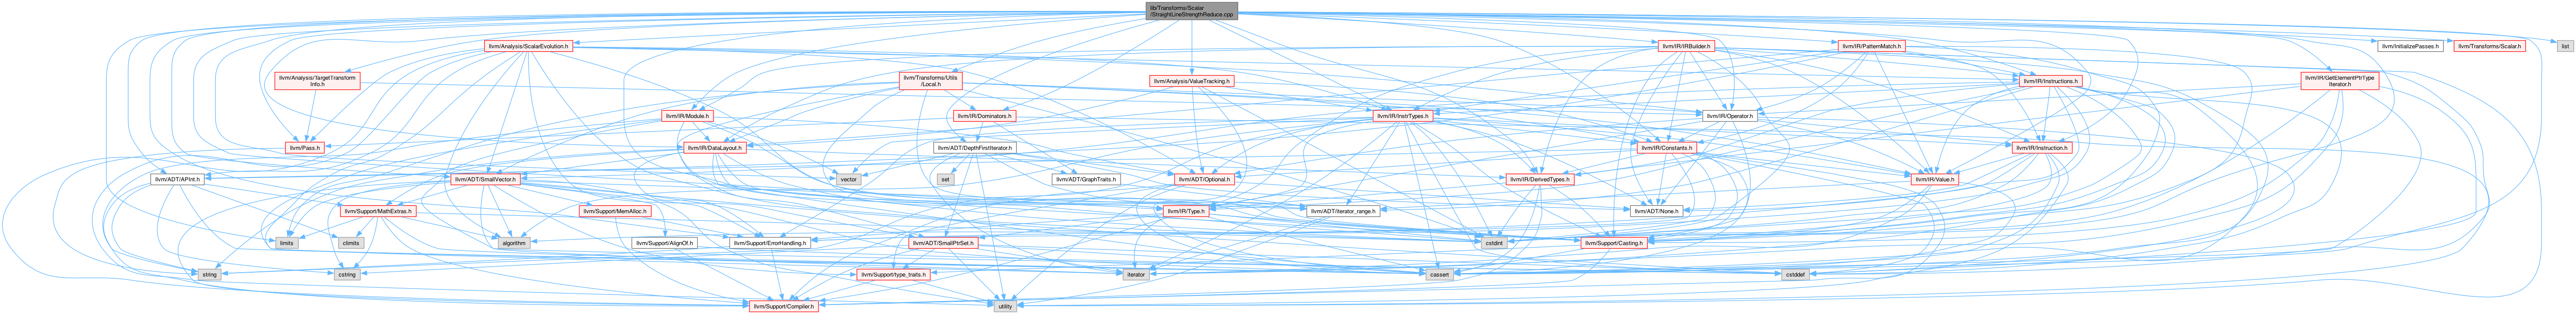 lib/Transforms/Scalar
/StraightLineStrengthReduce.cpp
llvm/Analysis/ScalarEvolution.h
llvm/IR/IRBuilder.h
llvm/IR/PatternMatch.h
llvm/InitializePasses.h
llvm/Transforms/Scalar.h
list
llvm/Analysis/TargetTransform
Info.h
llvm/Transforms/Utils
/Local.h
llvm/Analysis/ValueTracking.h
llvm/IR/Instructions.h
llvm/IR/GetElementPtrType
Iterator.h
llvm/IR/Module.h
llvm/IR/Dominators.h
llvm/IR/InstrTypes.h
llvm/IR/Operator.h
llvm/Pass.h
llvm/IR/DataLayout.h
llvm/ADT/DepthFirstIterator.h
llvm/IR/Constants.h
llvm/IR/Instruction.h
llvm/ADT/APInt.h
llvm/ADT/SmallVector.h
vector
set
llvm/ADT/GraphTraits.h
llvm/ADT/Optional.h
llvm/IR/DerivedTypes.h
llvm/IR/Value.h
llvm/Support/MathExtras.h
llvm/Support/MemAlloc.h
llvm/IR/Type.h
llvm/ADT/iterator_range.h
llvm/ADT/None.h
limits
climits
algorithm
llvm/Support/AlignOf.h
llvm/Support/ErrorHandling.h
llvm/ADT/SmallPtrSet.h
cstdint
llvm/Support/Casting.h
string
cstring
llvm/Support/type_traits.h
iterator
cassert
cstddef
llvm/Support/Compiler.h
utility